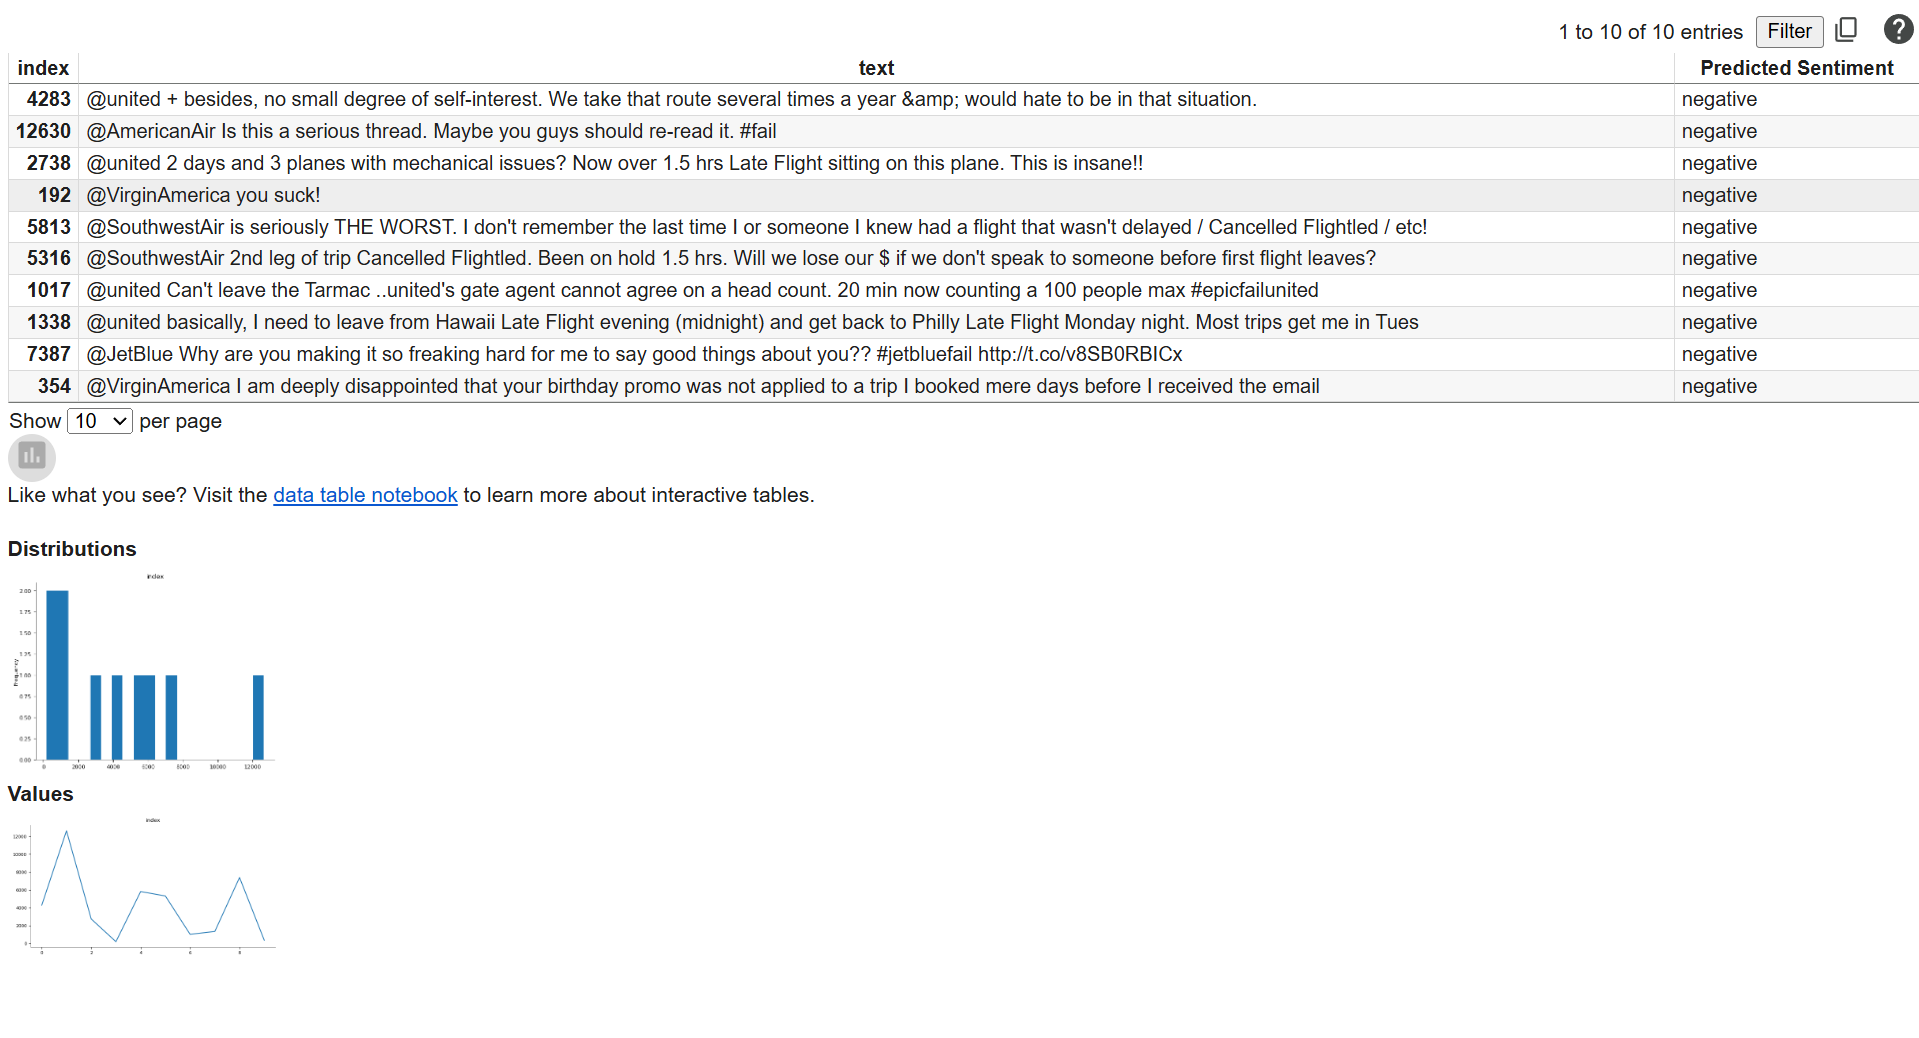 1 to 10 of 10 entries Filter
index text Predicted Sentiment
4283 @united + besides, no small degree of self-interest. We take that route several times a year &amp; would hate to be in that situation. negative
12630 @AmericanAir Is this a serious thread. Maybe you guys should re-read it. #fail negative
2738 @united 2 days and 3 planes with mechanical issues? Now over 1.5 hrs Late Flight sitting on this plane. This is insane!! negative
192 @VirginAmerica you suck! negative
5813 @SouthwestAir is seriously THE WORST. I don't remember the last time I or someone I knew had a flight that wasn't delayed / Cancelled Flightled / etc! negative
5316 @SouthwestAir 2nd leg of trip Cancelled Flightled. Been on hold 1.5 hrs. Will we lose our $ if we don't speak to someone before first flight leaves? negative
1017 @united Can't leave the Tarmac ..united's gate agent cannot agree on a head count. 20 min now counting a 100 people max #epicfailunited negative
1338 @united basically, I need to leave from Hawaii Late Flight evening (midnight) and get back to Philly Late Flight Monday night. Most trips get me in Tues negative
7387 @JetBlue Why are you making it so freaking hard for me to say good things about you?? #jetbluefail http://t.co/v8SB0RBICx negative
354 @VirginAmerica I am deeply disappointed that your birthday promo was not applied to a trip I booked mere days before I received the email negative
Show 10 per page
Like what you see? Visit the data table notebook to learn more about interactive tables.
Distributions
index
2.00
1.75
1.50
1.25
1.00
0.75
0.50
0.25
0.00
Frequency
0 2000 4000 6000 8000 10000 12000
Values
index
12000
10000
8000
6000
4000
2000
0
0 2 4 6 8